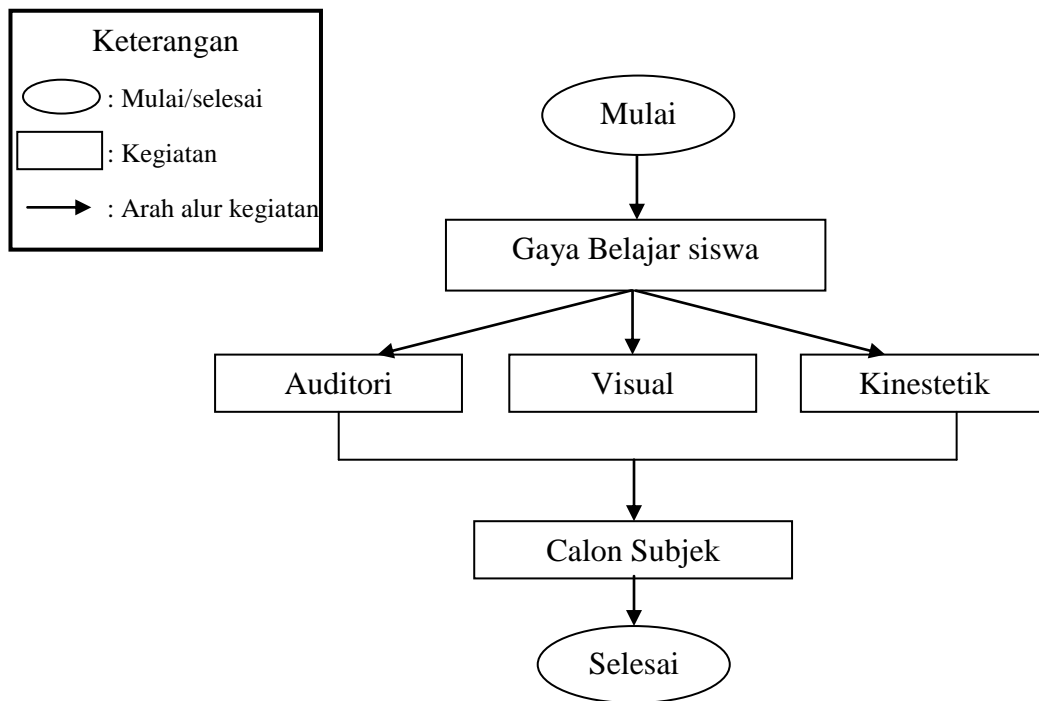 Keterangan
: Mulai/selesai
: Kegiatan
: Arah alur kegiatan
Mulai
Gaya Belajar siswa
Auditori
Visual
Kinestetik
Calon Subjek
Selesai